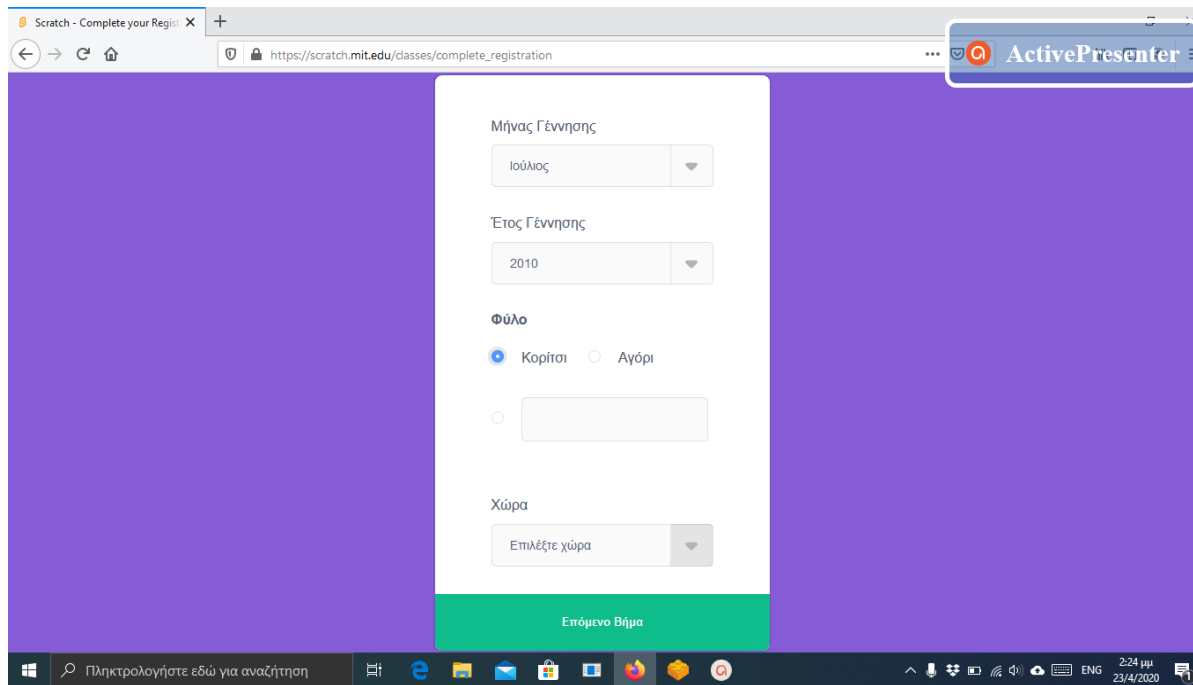 Scratch - Complete your Regist
https://scratch.mit.edu/classes/complete_registration
ActivePresenter
Μήνας Γέννησης
Ιούλιος
Έτος Γέννησης
2010
Φύλο
Κορίτσι Αγόρι
Χώρα
Επιλέξτε χώρα
Επόμενο Βήμα
Πληκτρολογήστε εδώ για αναζήτηση
ENG
2:24 μμ
23/4/2020
1